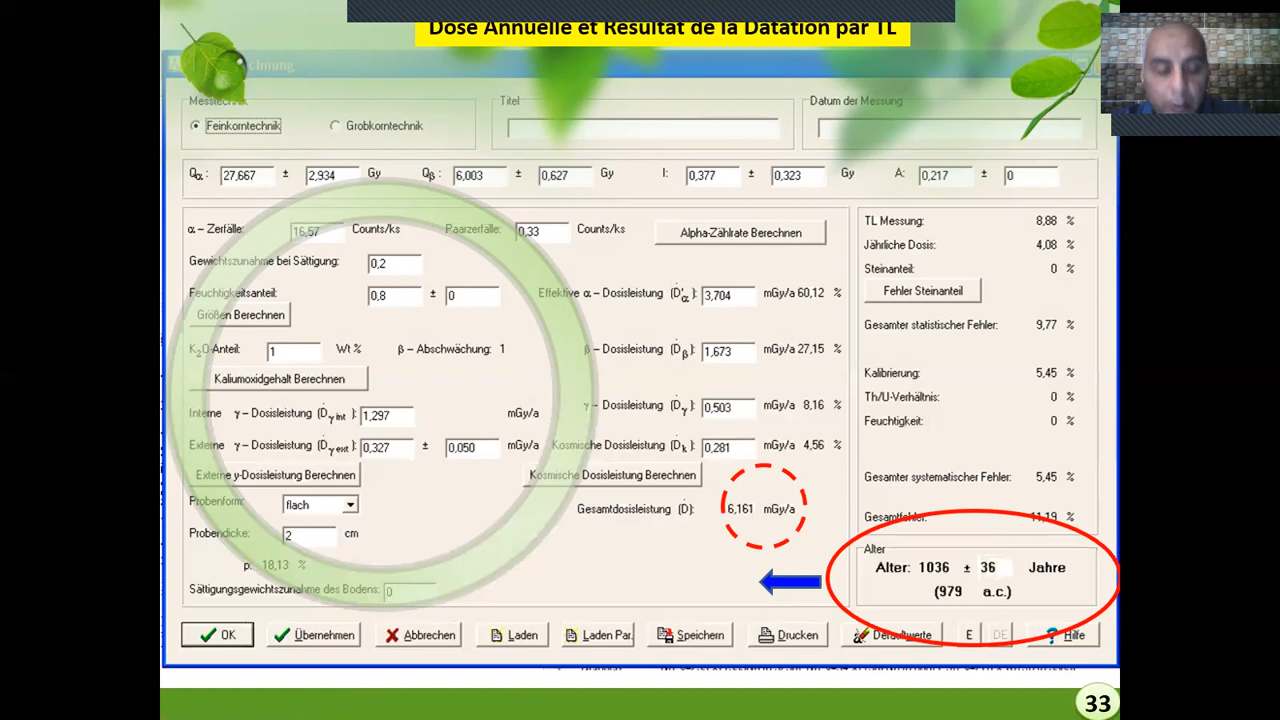 Dose Annuelle et Résultat de la Datation par TL
Messtechnik
Feinkorntechnik
Grobkorntechnik
Titel
Datum der Messung
Qα: 27,667 ± 2,934 Gy Qβ: 6,003 ± 0,627 Gy I: 0,377 ± 0,323 Gy A: 0,217 ± 0
α – Zerfälle: 16,57 Counts/ks Paarzerfälle: 0,33 Counts/ks Alpha-Zählrate Berechnen
Gewichtszunahme bei Sättigung: 0,2
Feuchtigkeitsanteil: 0,8 ± 0 Effektive α – Dosisleistung (Ḋ'α): 3,704 mGy/a 60,12 %
Größen Berechnen
K2O-Anteil: 1 Wt % β – Abschwächung: 1 β – Dosisleistung (Ḋβ): 1,673 mGy/a 27,15 %
Kaliumoxidgehalt Berechnen
Interne γ – Dosisleistung (Ḋγ int): 1,297 mGy/a γ – Dosisleistung (Ḋγ): 0,503 mGy/a 8,16 %
Externe γ – Dosisleistung (Ḋγ ext): 0,327 ± 0,050 mGy/a Kosmische Dosisleistung (Ḋk): 0,281 mGy/a 4,56 %
Externe γ-Dosisleistung Berechnen Kosmische Dosisleistung Berechnen
Probenform: flach Gesamtdosisleistung (Ḋ): 6,161 mGy/a
Probendicke: 2 cm
p: 18,13 %
Sättigungsgewichtszunahme des Bodens: 0
TL Messung: 8,88 %
Jährliche Dosis: 4,08 %
Steinanteil: 0 %
Fehler Steinanteil
Gesamter statistischer Fehler: 9,77 %
Kalibrierung: 5,45 %
Th/U-Verhältnis: 0 %
Feuchtigkeit: 0 %
Gesamter systematischer Fehler: 5,45 %
Gesamtfehler: 11,19 %
Alter
Alter: 1036 ± 36 Jahre
(979 a.c.)
OK Übernehmen Abbrechen Laden Laden Par. Speichern Drucken Defaultwerte E DE Hilfe
33